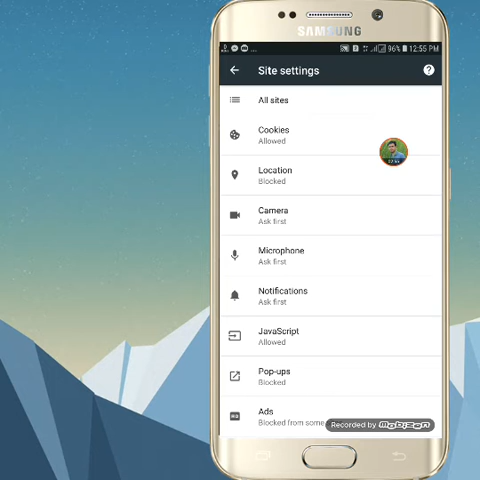 SAMSUNG
96% 12:55 PM
Site settings
?
All sites
Cookies
Allowed
Location
Blocked
Camera
Ask first
Microphone
Ask first
Notifications
Ask first
JavaScript
Allowed
Pop-ups
Blocked
Ads
Blocked from some
Recorded by Mobizen